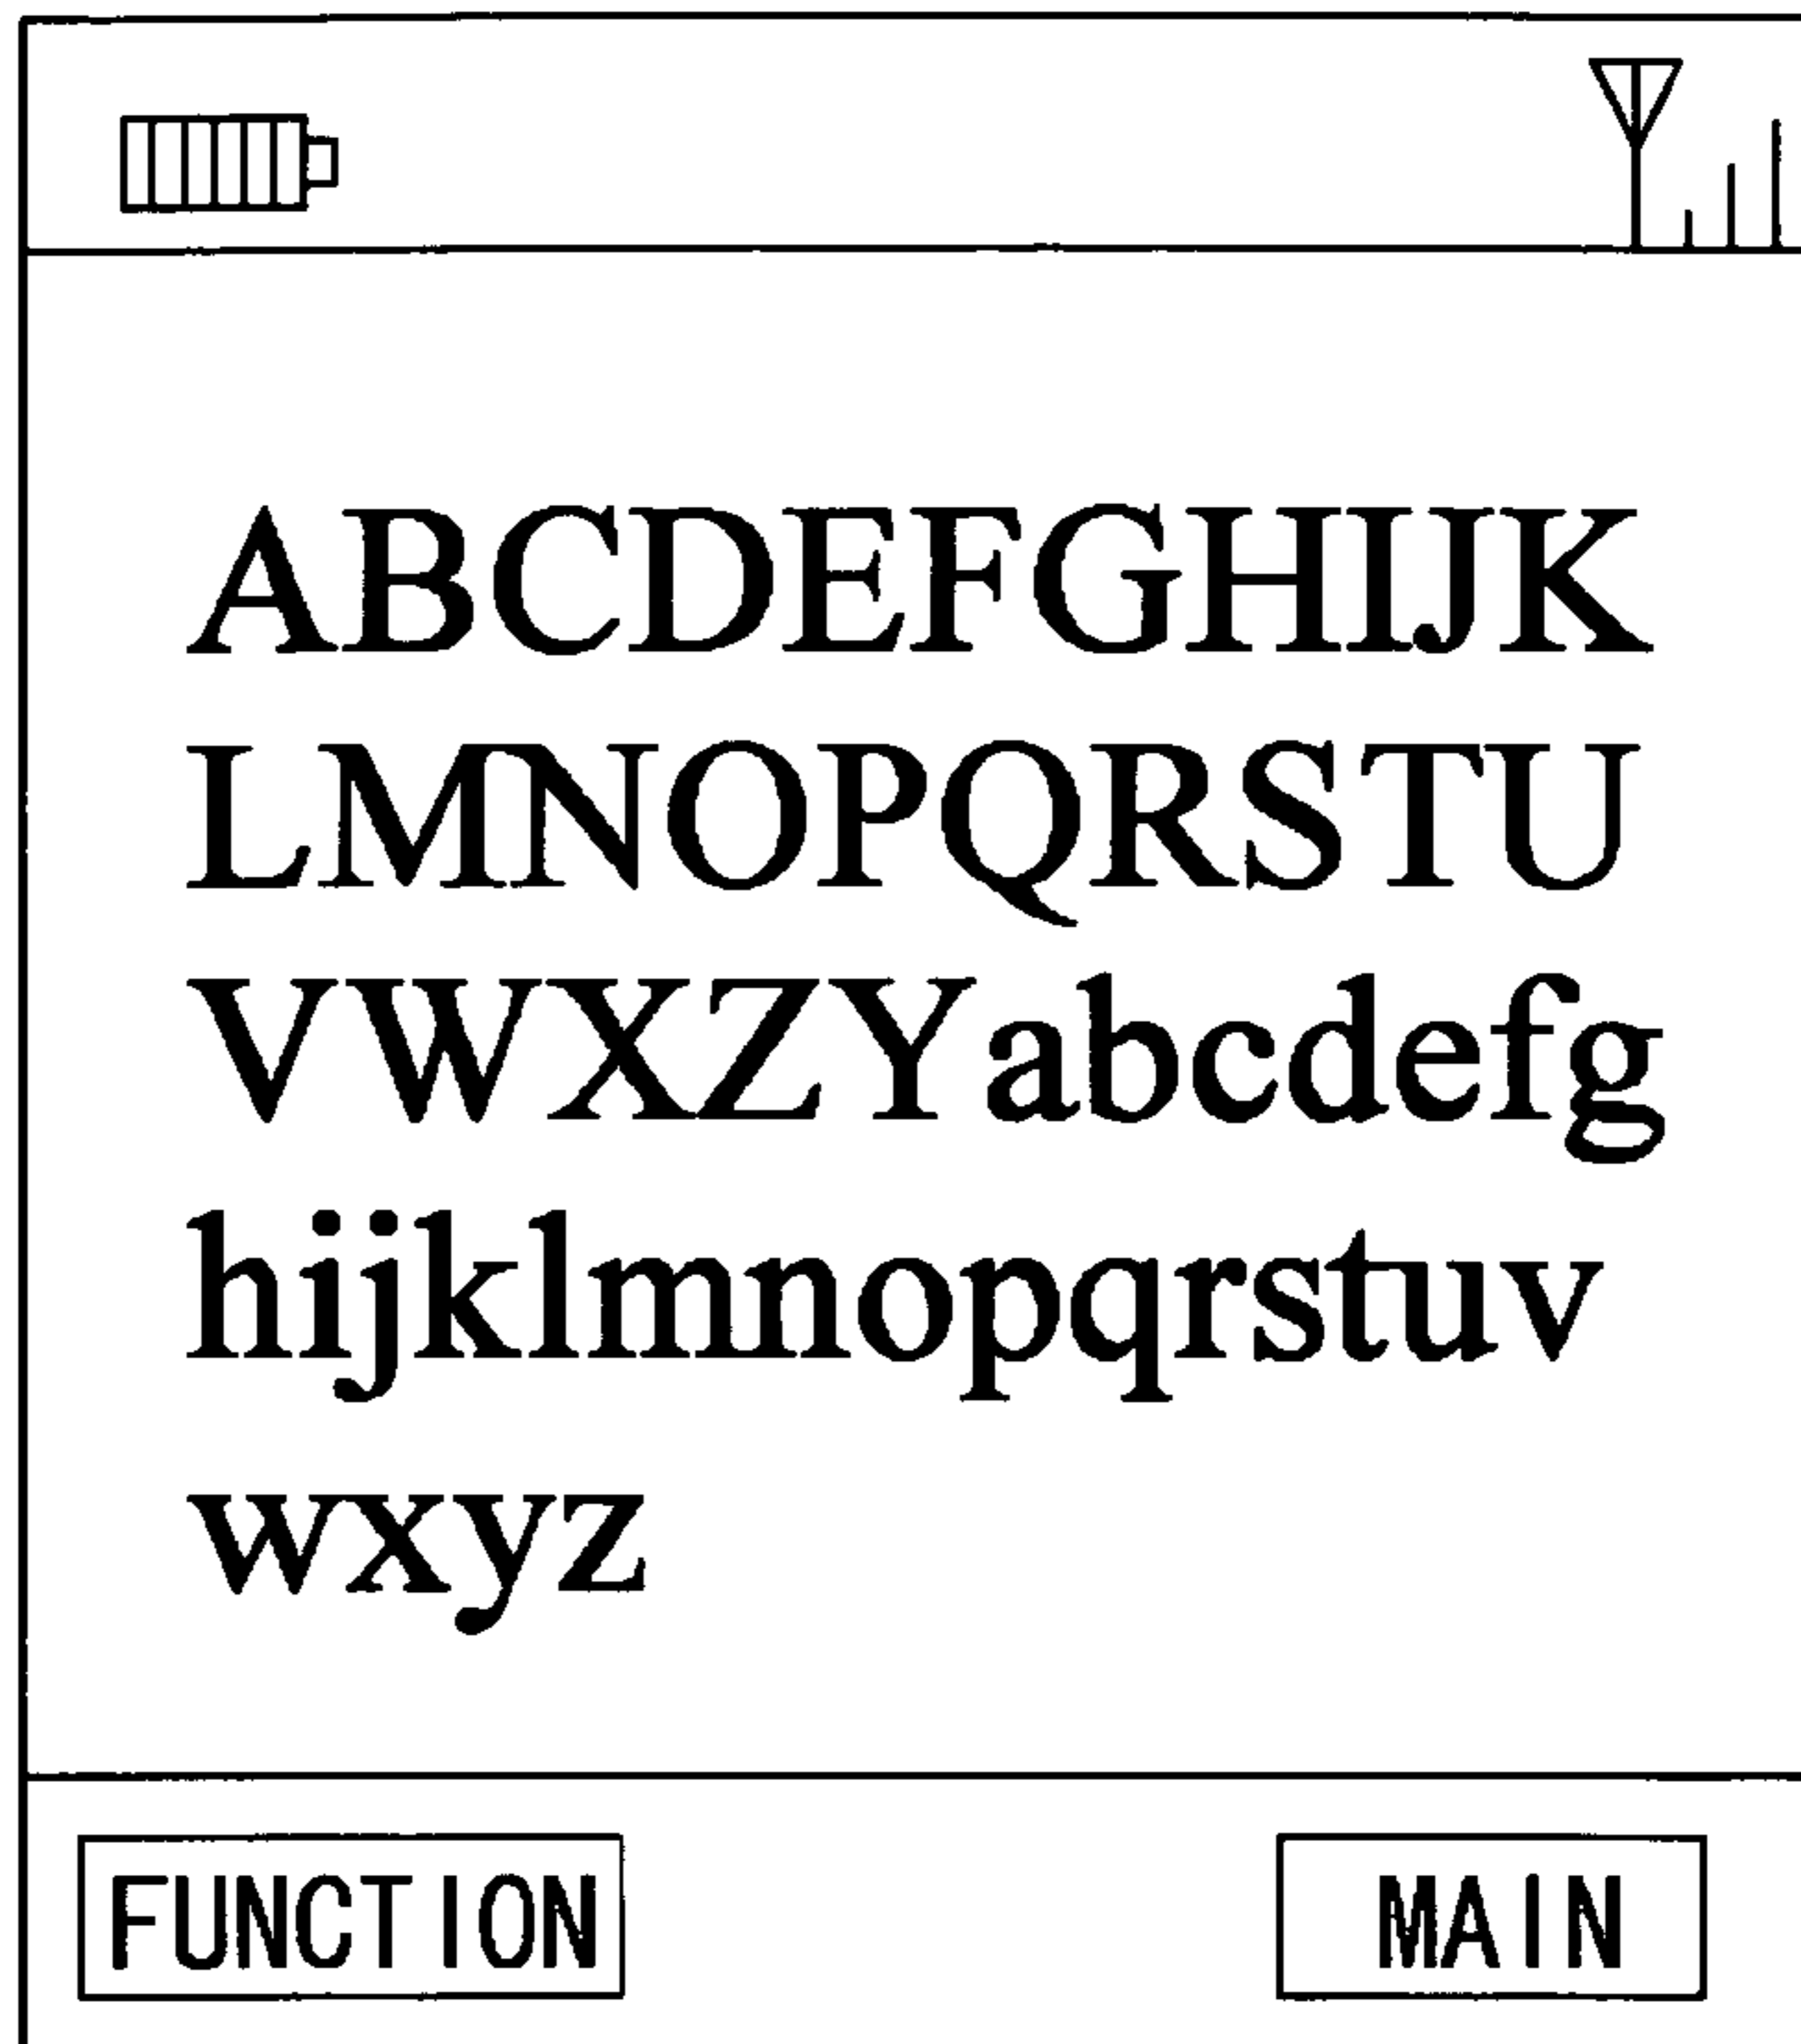 ABCDEFGHIJK
LMNOPQRSTU
VWXZYabcdefg
hijklmnopqrstuv
wxyz
FUNCTION MAIN